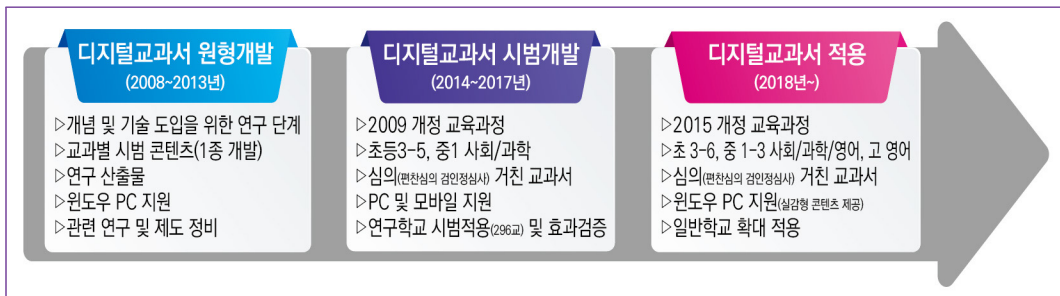 디지털교과서 원형개발
(2008~2013년)
▷개념 및 기술 도입을 위한 연구 단계
▷교과별 시범 콘텐츠(1종 개발)
▷연구 산출물
▷윈도우 PC 지원
▷관련 연구 및 제도 정비
디지털교과서 시범개발
(2014~2017년)
▷2009 개정 교육과정
▷초등3-5, 중1 사회/과학
▷심의(편찬심의 검인정심사) 거친 교과서
▷PC 및 모바일 지원
▷연구학교 시범적용(296교) 및 효과검증
디지털교과서 적용
(2018년~)
▷2015 개정 교육과정
▷초 3-6, 중 1-3 사회/과학/영어, 고 영어
▷심의(편찬심의 검인정심사) 거친 교과서
▷윈도우 PC 지원(실감형 콘텐츠 제공)
▷일반학교 확대 적용